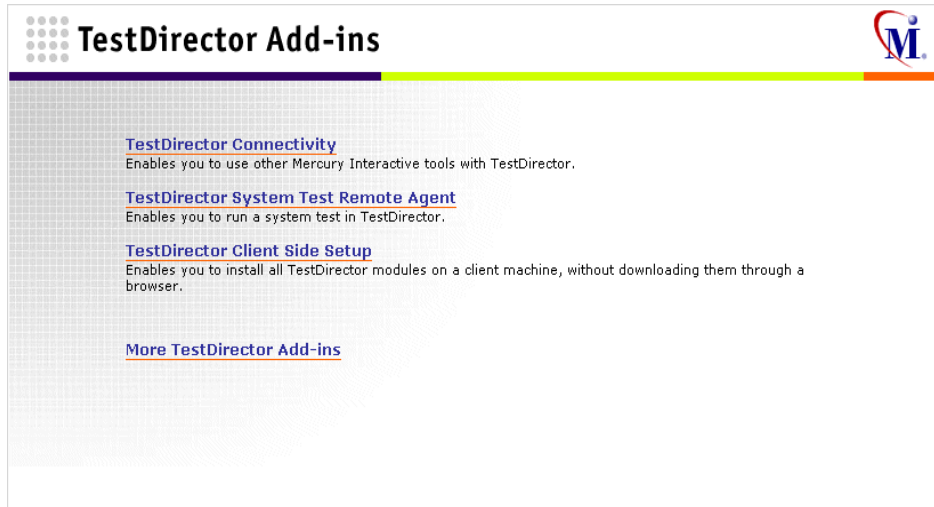 TestDirector Add-ins
M
TestDirector Connectivity
Enables you to use other Mercury Interactive tools with TestDirector.
TestDirector System Test Remote Agent
Enables you to run a system test in TestDirector.
TestDirector Client Side Setup
Enables you to install all TestDirector modules on a client machine, without downloading them through a
browser.
More TestDirector Add-ins